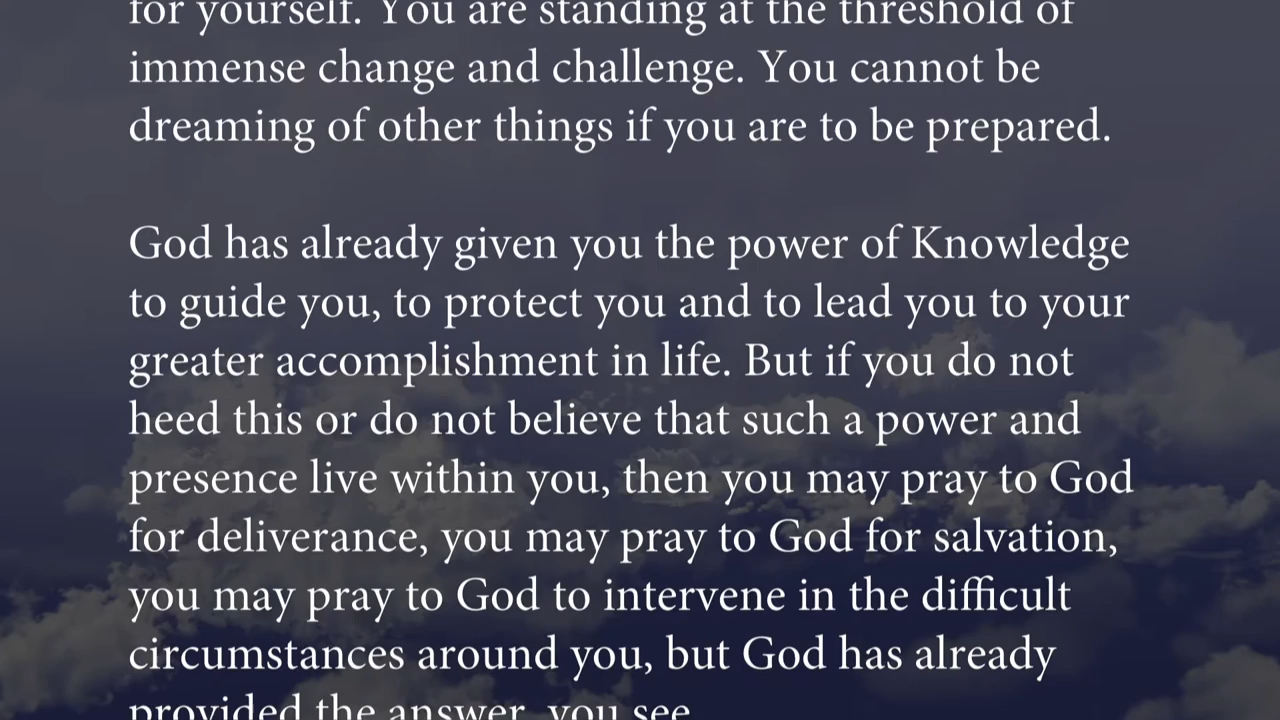 for yourself. You are standing at the threshold of
immense change and challenge. You cannot be
dreaming of other things if you are to be prepared.
God has already given you the power of Knowledge
to guide you, to protect you and to lead you to your
greater accomplishment in life. But if you do not
heed this or do not believe that such a power and
presence live within you, then you may pray to God
for deliverance, you may pray to God for salvation,
you may pray to God to intervene in the difficult
circumstances around you, but God has already
provided the answer, you see.